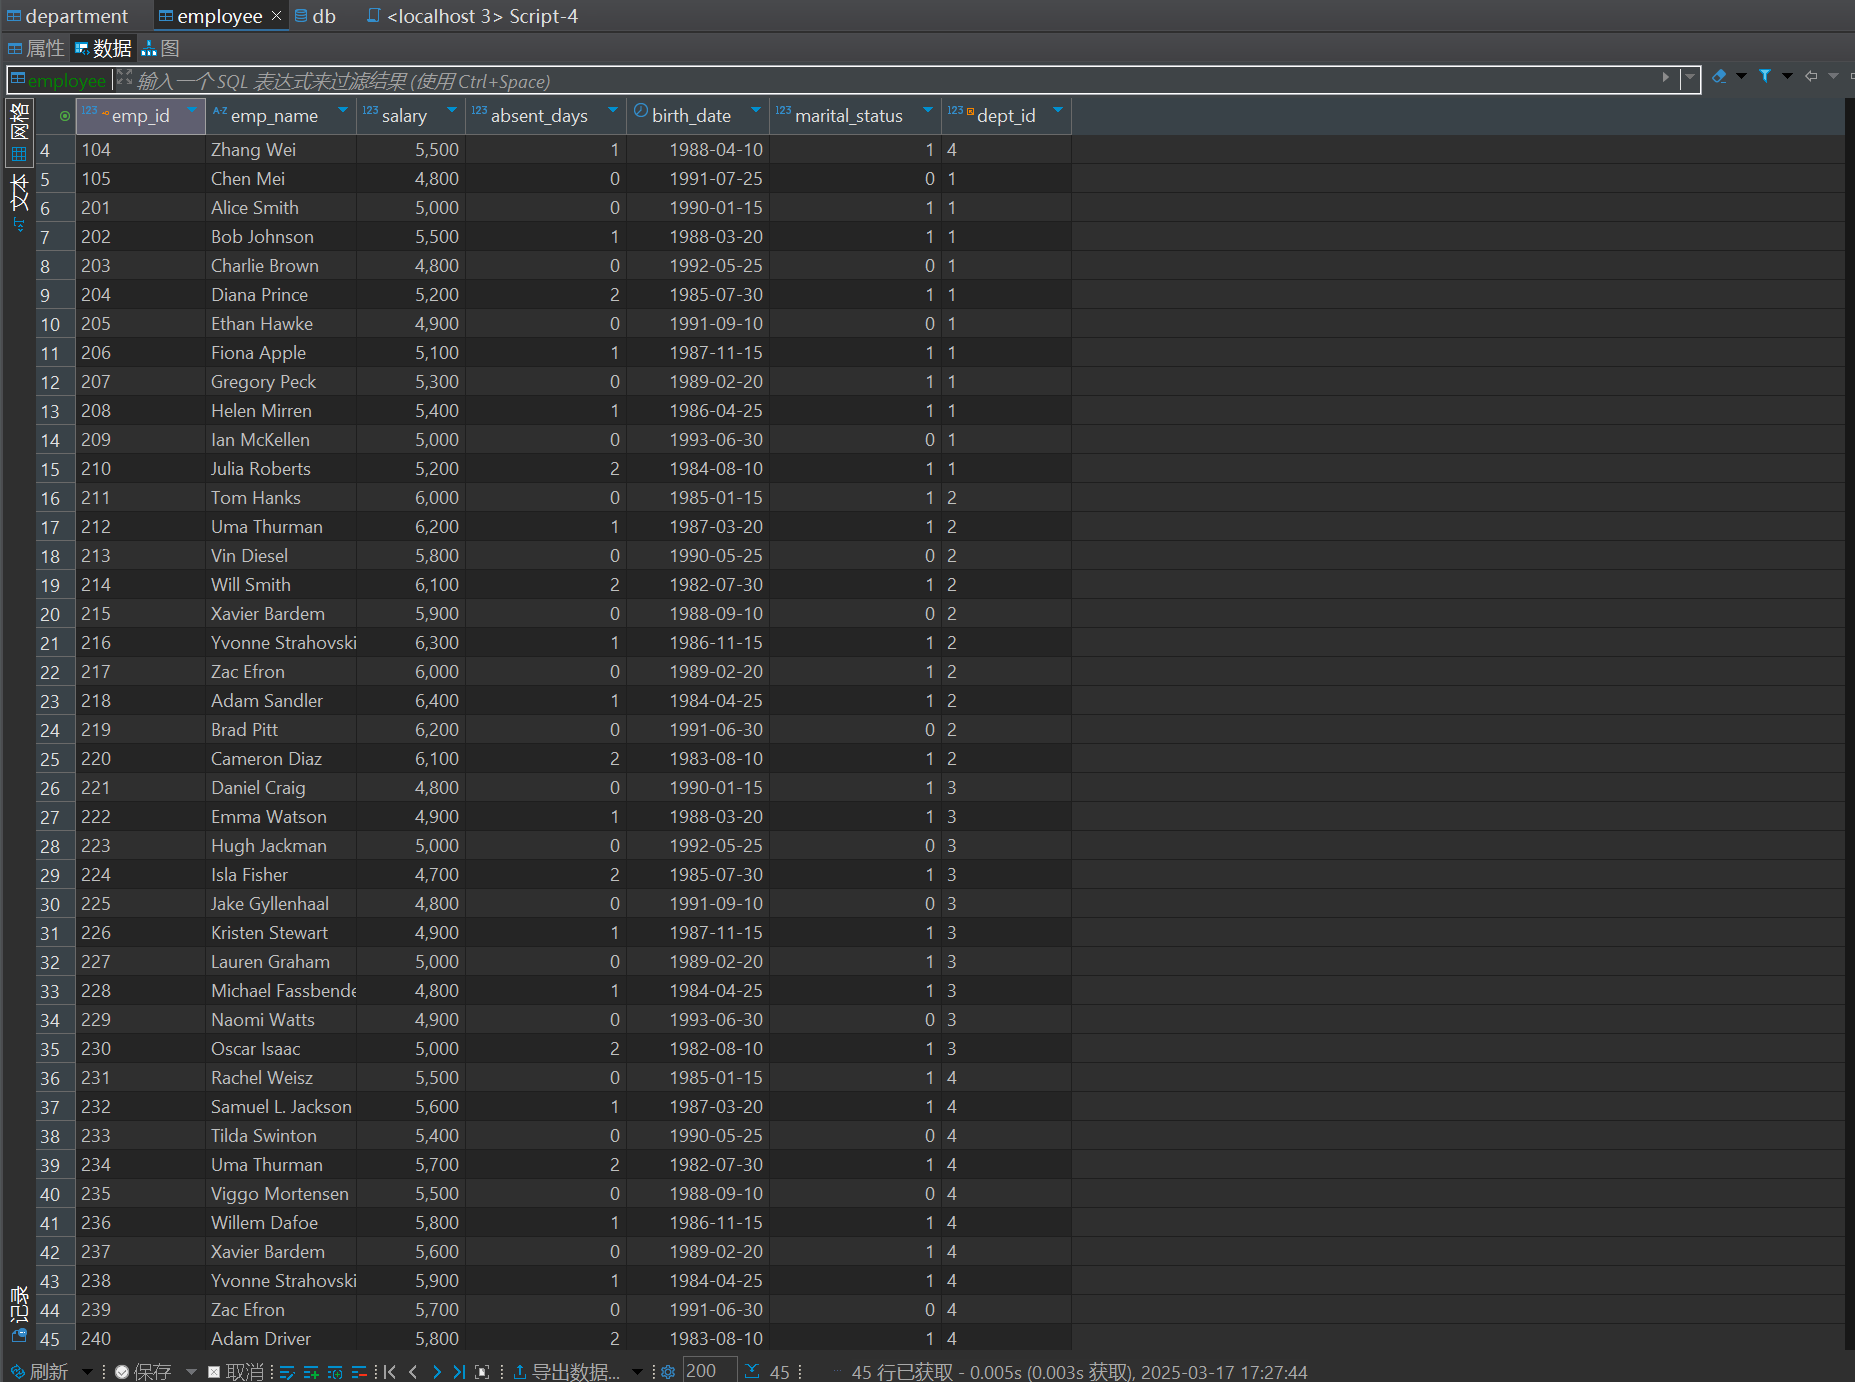 department employee × db <localhost 3> Script-4
属性 数据 图
employee 输入一个 SQL 表达式来过滤结果 (使用 Ctrl+Space)
网格
文本
记录
123 emp_id A-Z emp_name 123 salary 123 absent_days birth_date 123 marital_status 123 dept_id
4 104 Zhang Wei 5,500 1 1988-04-10 1 4
5 105 Chen Mei 4,800 0 1991-07-25 0 1
6 201 Alice Smith 5,000 0 1990-01-15 1 1
7 202 Bob Johnson 5,500 1 1988-03-20 1 1
8 203 Charlie Brown 4,800 0 1992-05-25 0 1
9 204 Diana Prince 5,200 2 1985-07-30 1 1
10 205 Ethan Hawke 4,900 0 1991-09-10 0 1
11 206 Fiona Apple 5,100 1 1987-11-15 1 1
12 207 Gregory Peck 5,300 0 1989-02-20 1 1
13 208 Helen Mirren 5,400 1 1986-04-25 1 1
14 209 Ian McKellen 5,000 0 1993-06-30 0 1
15 210 Julia Roberts 5,200 2 1984-08-10 1 1
16 211 Tom Hanks 6,000 0 1985-01-15 1 2
17 212 Uma Thurman 6,200 1 1987-03-20 1 2
18 213 Vin Diesel 5,800 0 1990-05-25 0 2
19 214 Will Smith 6,100 2 1982-07-30 1 2
20 215 Xavier Bardem 5,900 0 1988-09-10 0 2
21 216 Yvonne Strahovski 6,300 1 1986-11-15 1 2
22 217 Zac Efron 6,000 0 1989-02-20 1 2
23 218 Adam Sandler 6,400 1 1984-04-25 1 2
24 219 Brad Pitt 6,200 0 1991-06-30 0 2
25 220 Cameron Diaz 6,100 2 1983-08-10 1 2
26 221 Daniel Craig 4,800 0 1990-01-15 1 3
27 222 Emma Watson 4,900 1 1988-03-20 1 3
28 223 Hugh Jackman 5,000 0 1992-05-25 0 3
29 224 Isla Fisher 4,700 2 1985-07-30 1 3
30 225 Jake Gyllenhaal 4,800 0 1991-09-10 0 3
31 226 Kristen Stewart 4,900 1 1987-11-15 1 3
32 227 Lauren Graham 5,000 0 1989-02-20 1 3
33 228 Michael Fassbende 4,800 1 1984-04-25 1 3
34 229 Naomi Watts 4,900 0 1993-06-30 0 3
35 230 Oscar Isaac 5,000 2 1982-08-10 1 3
36 231 Rachel Weisz 5,500 0 1985-01-15 1 4
37 232 Samuel L. Jackson 5,600 1 1987-03-20 1 4
38 233 Tilda Swinton 5,400 0 1990-05-25 0 4
39 234 Uma Thurman 5,700 2 1982-07-30 1 4
40 235 Viggo Mortensen 5,500 0 1988-09-10 0 4
41 236 Willem Dafoe 5,800 1 1986-11-15 1 4
42 237 Xavier Bardem 5,600 0 1989-02-20 1 4
43 238 Yvonne Strahovski 5,900 1 1984-04-25 1 4
44 239 Zac Efron 5,700 0 1991-06-30 0 4
45 240 Adam Driver 5,800 2 1983-08-10 1 4
刷新 保存 取消 导出数据... 200 45 45 行已获取 - 0.005s (0.003s 获取), 2025-03-17 17:27:44